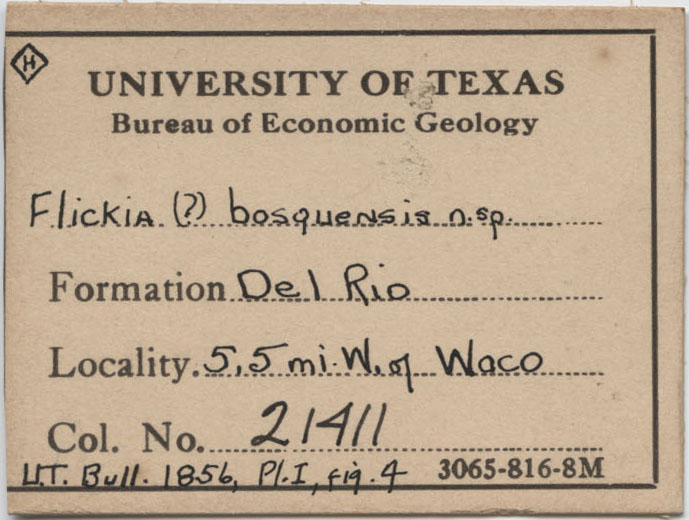 H
UNIVERSITY OF TEXAS
Bureau of Economic Geology
Flickia (?) bosquensis n.sp.
Formation Del Rio
Locality. 5.5 mi. W. of Waco
Col. No. 21411
U.T. Bull. 1856, Pl. I, fig. 4 3065-816-8M